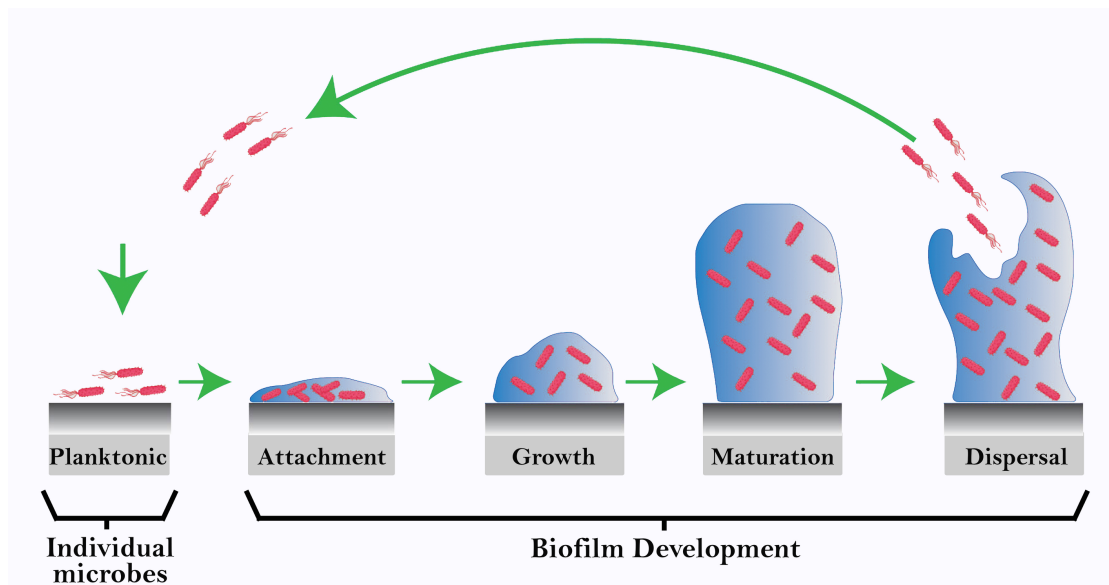 Planktonic
Attachment
Growth
Maturation
Dispersal
Individual
microbes
Biofilm Development